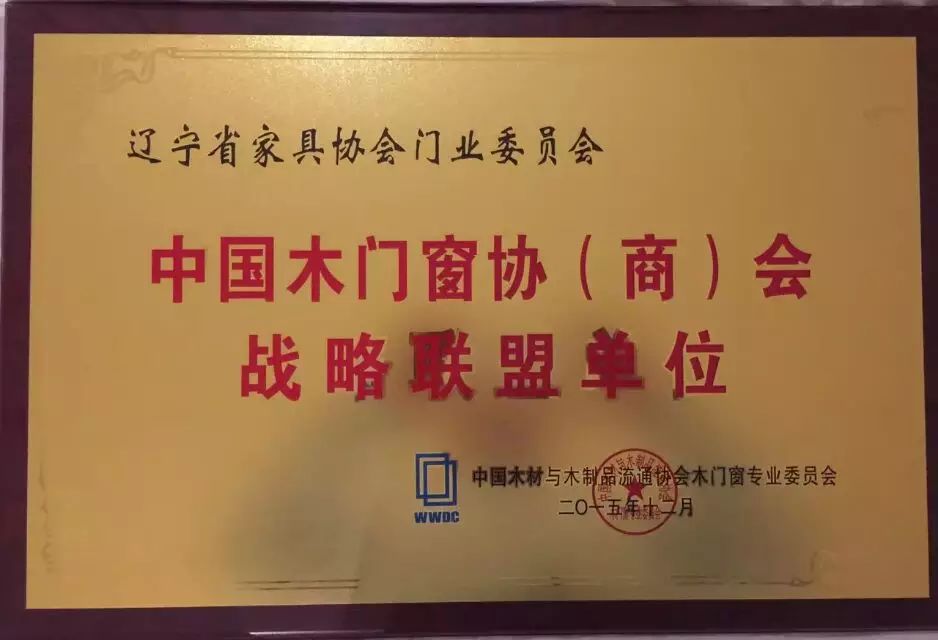 辽宁省家具协会门业委员会
中国木门窗协（商）会
战略联盟单位
WWDC
中国木材与木制品流通协会木门窗专业委员会
二〇一五年十二月